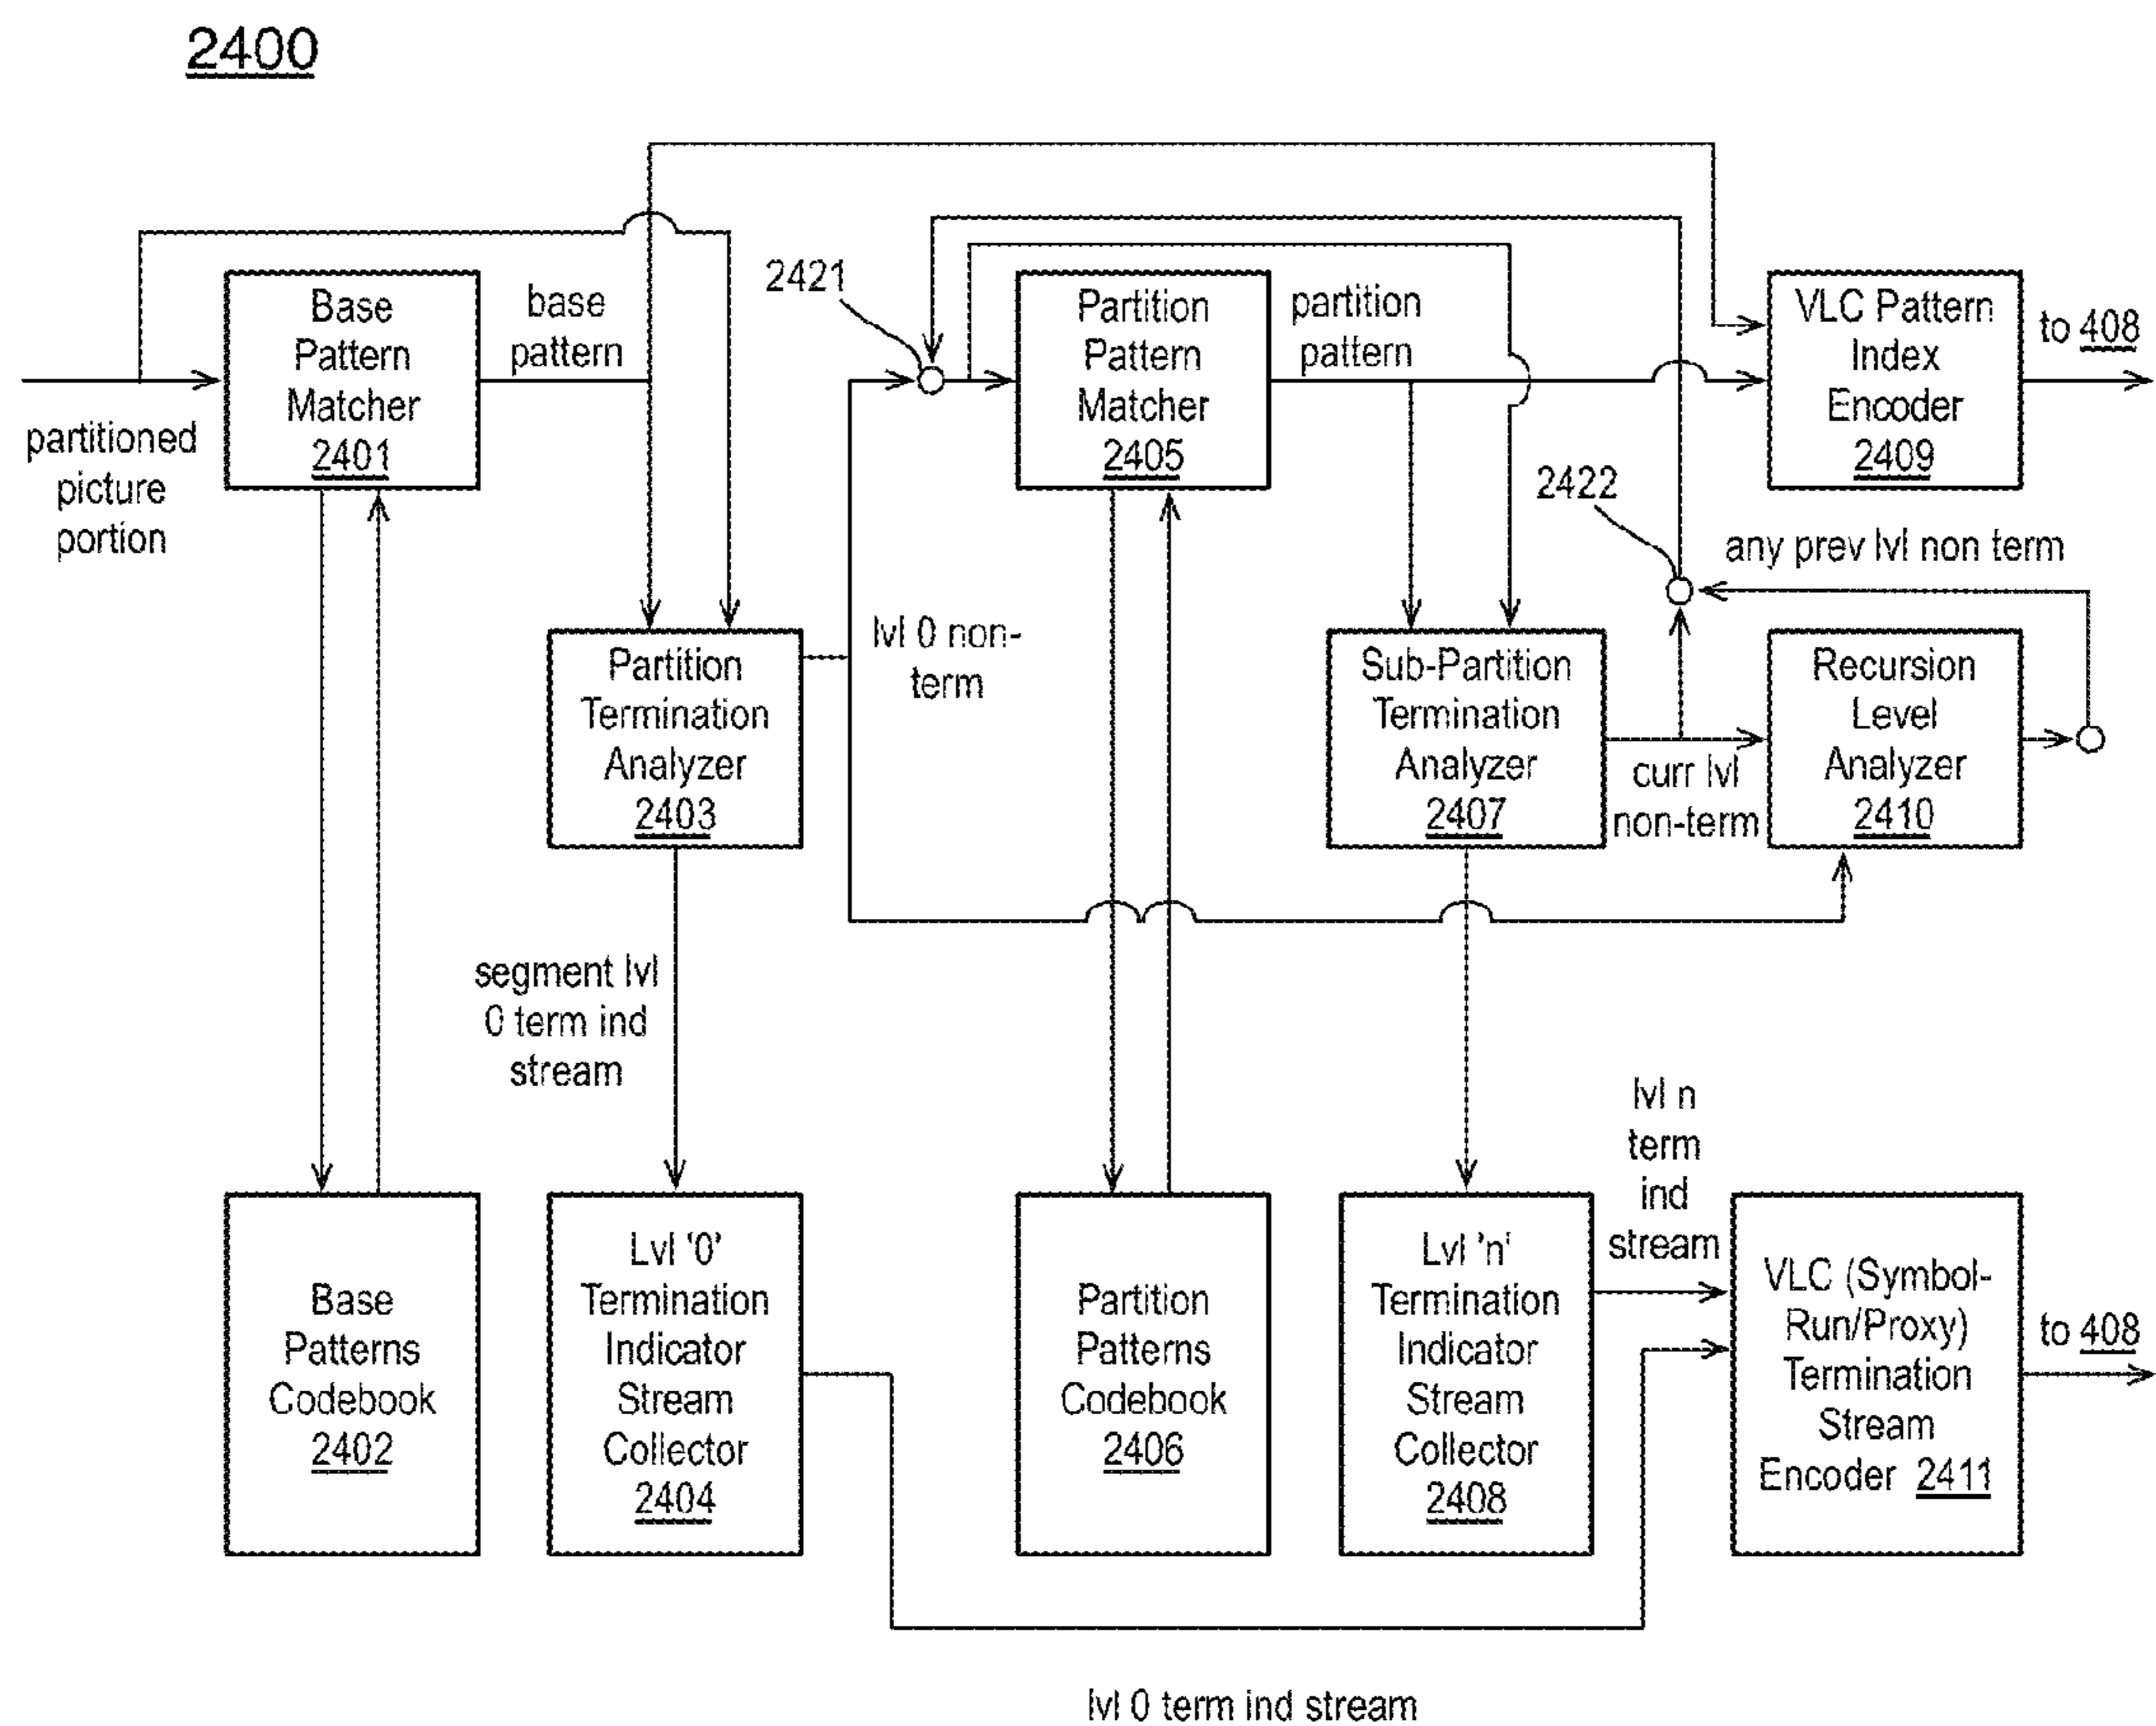 2400
2421
Base
Pattern
Matcher
2401
base
pattern
Partition
Pattern
Matcher
2405
partition
pattern
VLC Pattern
Index
Encoder
2409
to 408
partitioned
picture
portion
2422
any prev lvl non term
Partition
Termination
Analyzer
2403
lvl 0 non-
term
Sub-Partition
Termination
Analyzer
2407
curr lvl
non-term
Recursion
Level
Analyzer
2410
segment lvl
0 term ind
stream
lvl n
term
ind
stream
Base
Patterns
Codebook
2402
Lvl '0'
Termination
Indicator
Stream
Collector
2404
Partition
Patterns
Codebook
2406
Lvl 'n'
Termination
Indicator
Stream
Collector
2408
VLC (Symbol-
Run/Proxy)
Termination
Stream
Encoder 2411
to 408
lvl 0 term ind stream